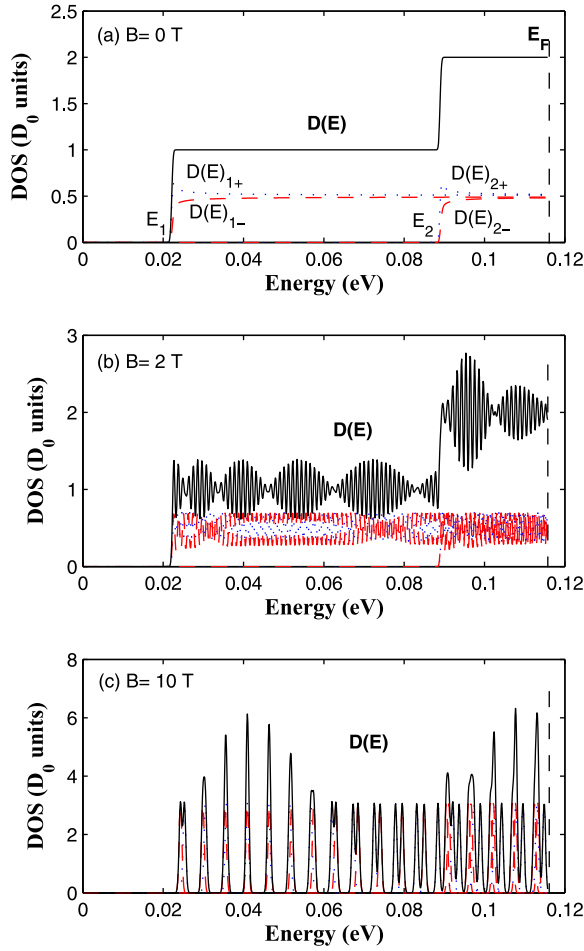 (a) B= 0 T
E_F
D(E)
D(E)_1+
D(E)_2+
E_1
D(E)_1−
E_2
D(E)_2−
DOS (D_0 units)
2.5
2
1.5
1
0.5
0
0 0.02 0.04 0.06 0.08 0.1 0.12
Energy (eV)
(b) B= 2 T
D(E)
DOS (D_0 units)
3
2
1
0
0 0.02 0.04 0.06 0.08 0.1 0.12
Energy (eV)
(c) B= 10 T
D(E)
DOS (D_0 units)
8
6
4
2
0
0 0.02 0.04 0.06 0.08 0.1 0.12
Energy (eV)